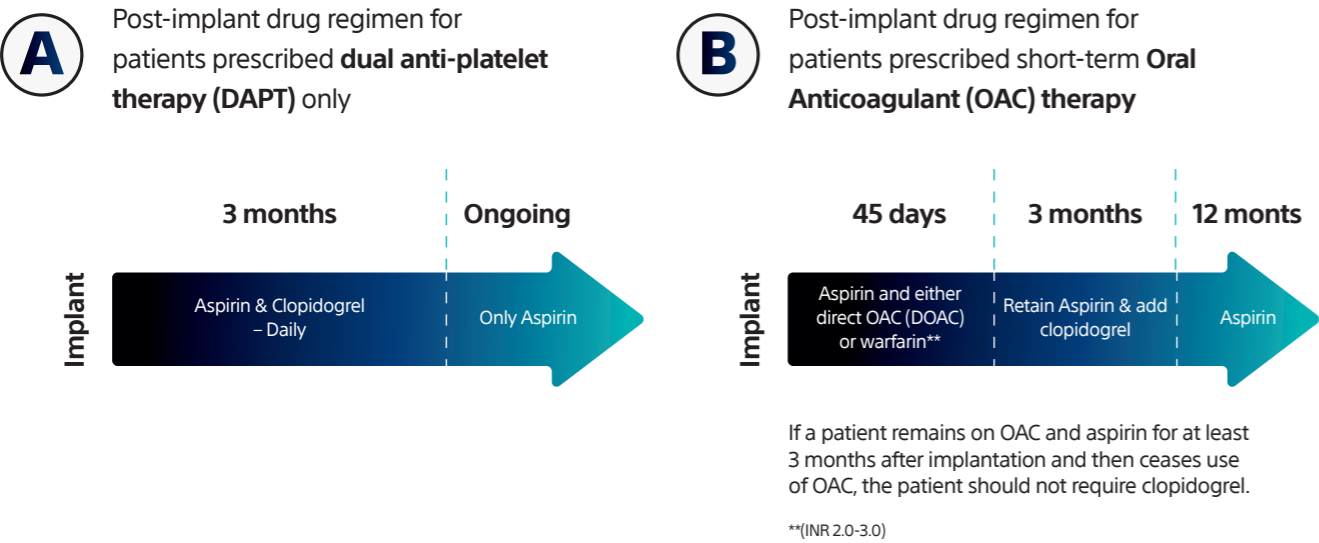 A
Post-implant drug regimen for
patients prescribed dual anti-platelet
therapy (DAPT) only
3 months
Ongoing
Implant
Aspirin & Clopidogrel
– Daily
Only Aspirin
B
Post-implant drug regimen for
patients prescribed short-term Oral
Anticoagulant (OAC) therapy
45 days
3 months
12 monts
Implant
Aspirin and either
direct OAC (DOAC)
or warfarin**
Retain Aspirin & add
clopidogrel
Aspirin
If a patient remains on OAC and aspirin for at least
3 months after implantation and then ceases use
of OAC, the patient should not require clopidogrel.
**(INR 2.0-3.0)